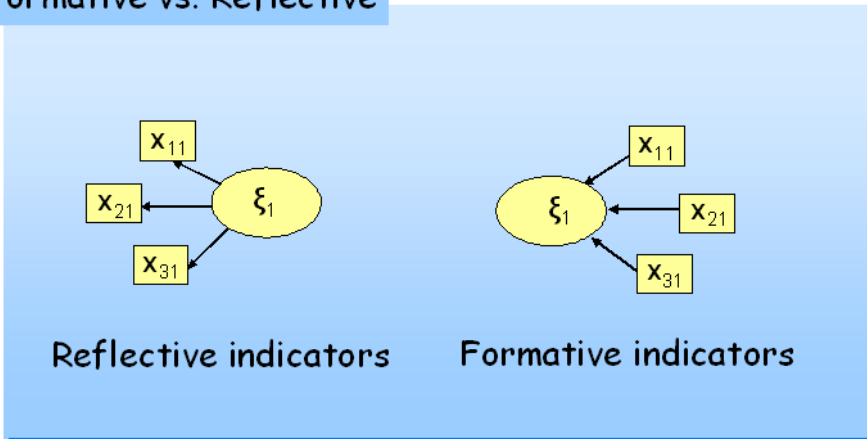 ormative vs. Reflective
x₁₁
x₂₁
ξ₁
x₃₁
x₁₁
ξ₁
x₂₁
x₃₁
Reflective indicators
Formative indicators